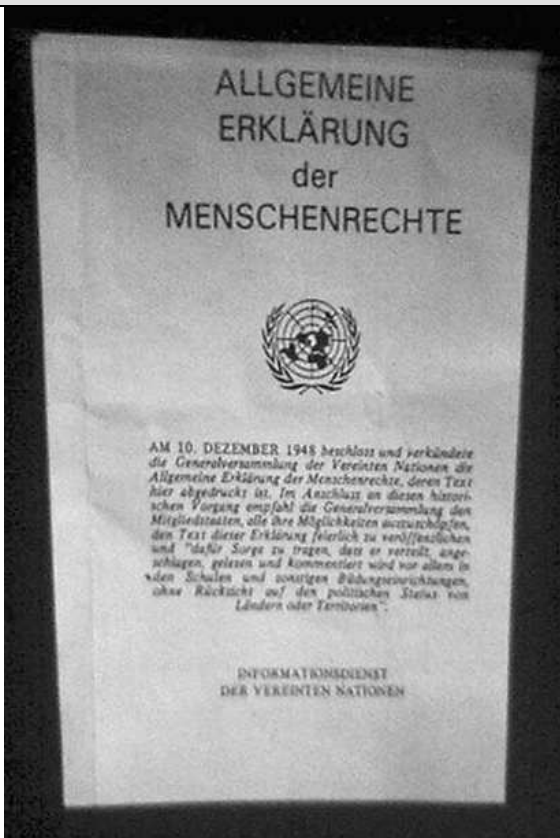 ALLGEMEINE
ERKLÄRUNG
der
MENSCHENRECHTE
AM 10. DEZEMBER 1948 beschloss und verkündete
die Generalversammlung der Vereinten Nationen die
Allgemeine Erklärung der Menschenrechte, deren Text
hier abgedruckt ist. Im Anschluss an diesen histori-
schen Vorgang empfahl die Generalversammlung den
Mitgliedstaaten, alle ihre Möglichkeiten auszuschöpfen,
den Text dieser Erklärung feierlich zu veröffentlichen
und "dafür Sorge zu tragen, dass er verteilt, ange-
schlagen, gelesen und kommentiert wird vor allem in
den Schulen und sonstigen Bildungseinrichtungen,
ohne Rücksicht auf den politischen Status von
Ländern oder Territorien".
INFORMATIONSDIENST
DER VEREINTEN NATIONEN